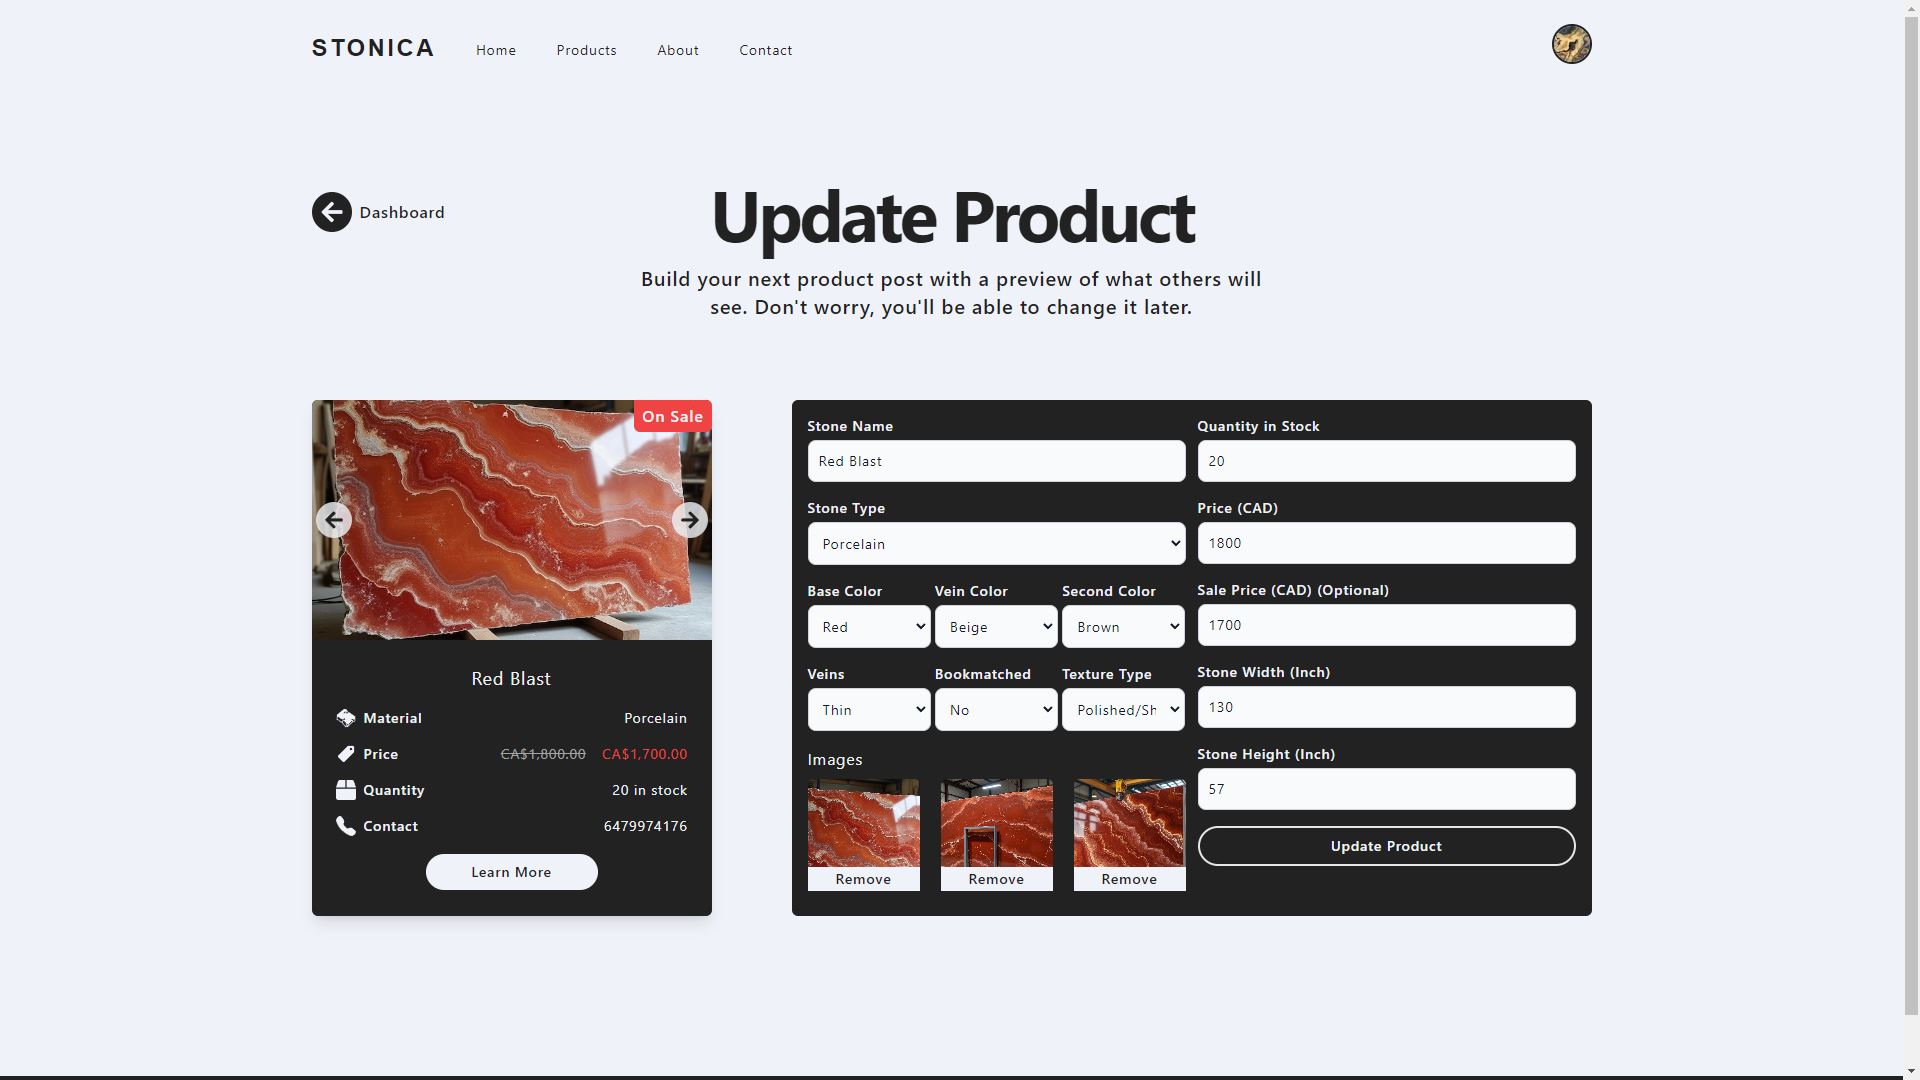 STONICA
Home
Products
About
Contact
Dashboard
Update Product
Build your next product post with a preview of what others will
see. Don't worry, you'll be able to change it later.
On Sale
Red Blast
Material
Porcelain
Price
CA$1,800.00 CA$1,700.00
Quantity
20 in stock
Contact
6479974176
Learn More
Stone Name
Red Blast
Stone Type
Porcelain
Base Color
Red
Vein Color
Beige
Second Color
Brown
Veins
Thin
Bookmatched
No
Texture Type
Polished/Sh
Images
Remove
Remove
Remove
Quantity in Stock
20
Price (CAD)
1800
Sale Price (CAD) (Optional)
1700
Stone Width (Inch)
130
Stone Height (Inch)
57
Update Product